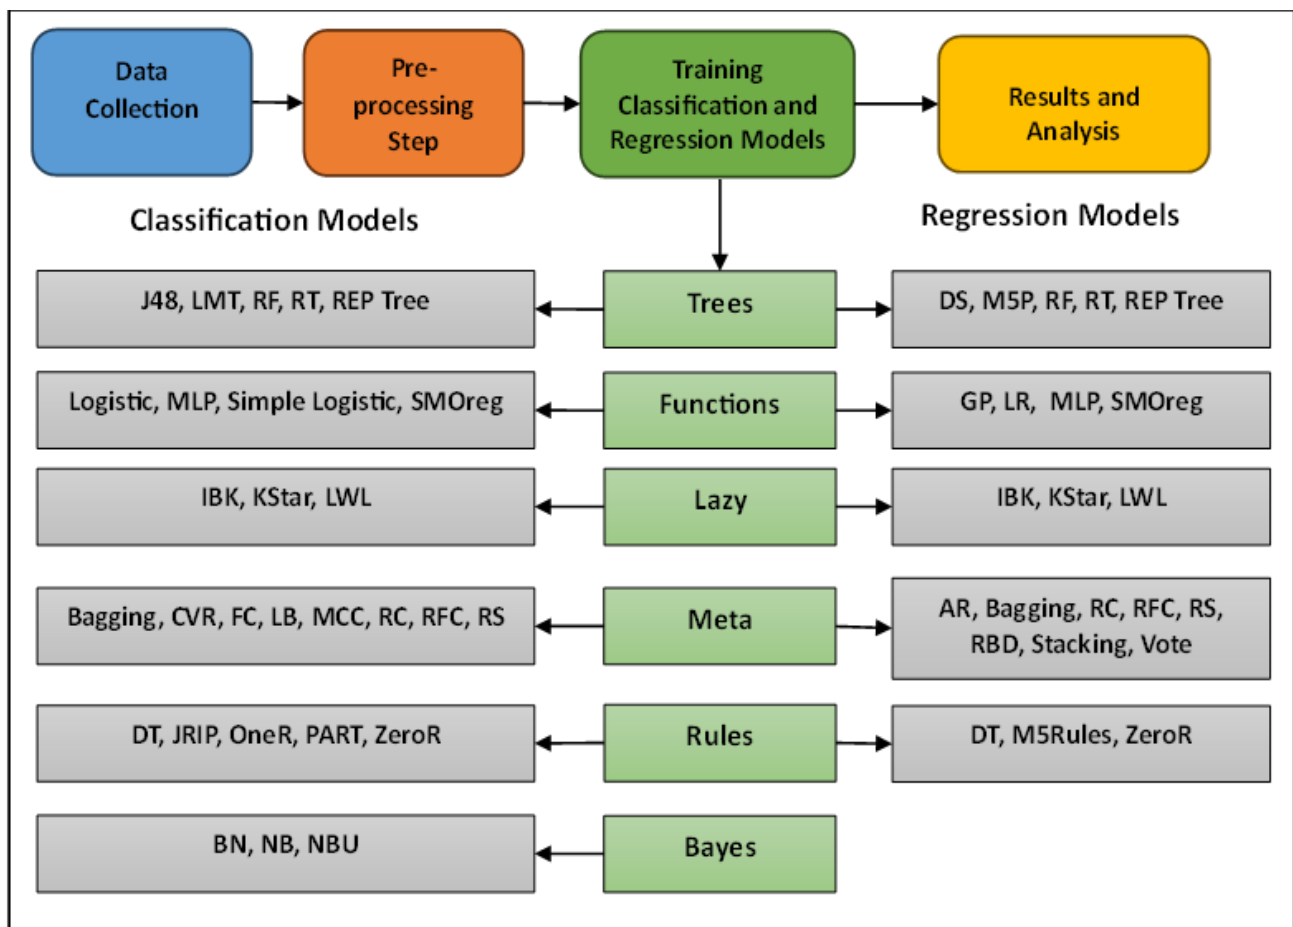 Data
Collection
Pre-
processing
Step
Training
Classification and
Regression Models
Results and
Analysis
Classification Models
Regression Models
J48, LMT, RF, RT, REP Tree
Trees
DS, M5P, RF, RT, REP Tree
Logistic, MLP, Simple Logistic, SMOreg
Functions
GP, LR, MLP, SMOreg
IBK, KStar, LWL
Lazy
IBK, KStar, LWL
Bagging, CVR, FC, LB, MCC, RC, RFC, RS
Meta
AR, Bagging, RC, RFC, RS,
RBD, Stacking, Vote
DT, JRIP, OneR, PART, ZeroR
Rules
DT, M5Rules, ZeroR
BN, NB, NBU
Bayes